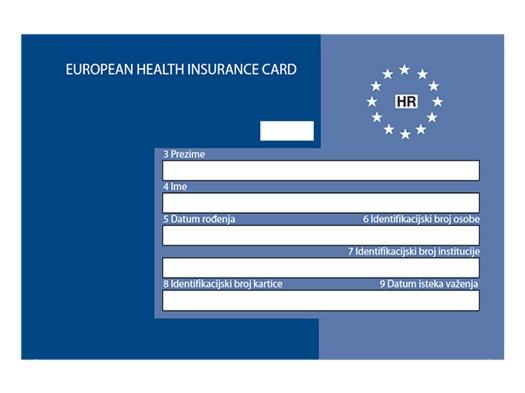 EUROPEAN HEALTH INSURANCE CARD
HR
3 Prezime
4 Ime
5 Datum rođenja 6 Identifikacijski broj osobe
7 Identifikacijski broj institucije
8 Identifikacijski broj kartice 9 Datum isteka važenja